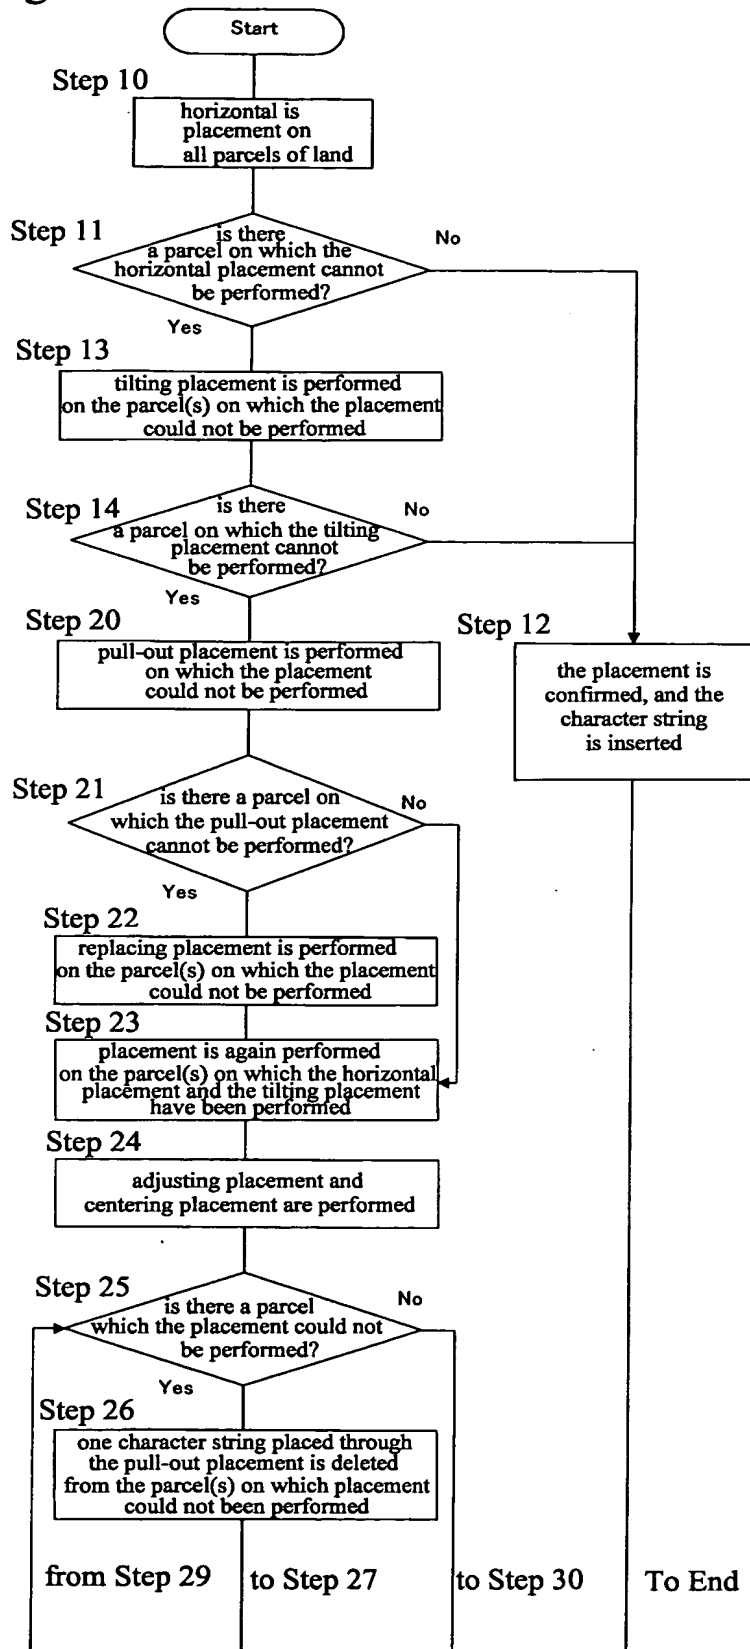 Start
Step 10
horizontal is
placement on
all parcels of land
Step 11
is there
a parcel on which the
horizontal placement cannot
be performed?
No
Yes
Step 13
tilting placement is performed
on the parcel(s) on which the placement
could not be performed
Step 14
is there
a parcel on which the tilting
placement cannot
be performed?
No
Yes
Step 20
pull-out placement is performed
on which the placement
could not be performed
Step 12
the placement is
confirmed, and the
character string
is inserted
Step 21
is there a parcel on
which the pull-out placement
cannot be performed?
No
Yes
Step 22
replacing placement is performed
on the parcel(s) on which the placement
could not be performed
Step 23
placement is again performed
on the parcel(s) on which the horizontal
placement and the tilting placement
have been performed
Step 24
adjusting placement and
centering placement are performed
Step 25
is there a parcel
which the placement could not
be performed?
No
Yes
Step 26
one character string placed through
the pull-out placement is deleted
from the parcel(s) on which placement
could not been performed
from Step 29
to Step 27
to Step 30
To End